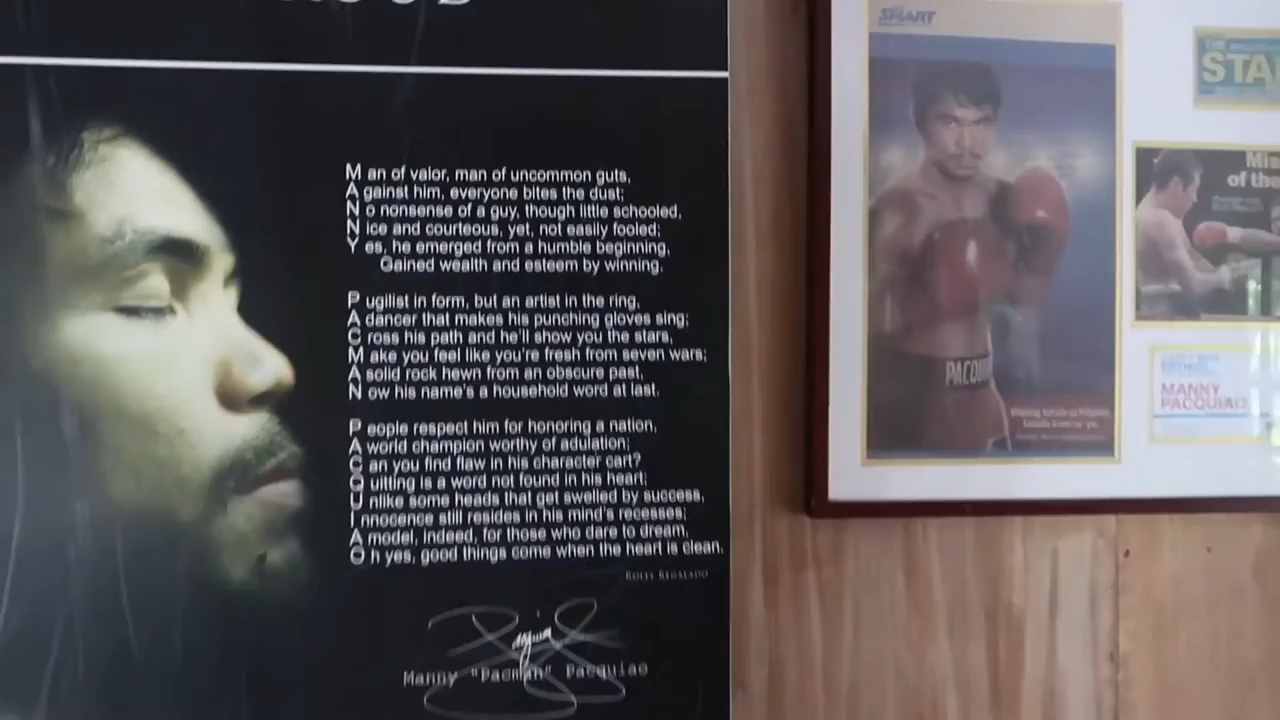 Man of valor, man of uncommon guts,
Against him, everyone bites the dust;
No nonsense of a guy, though little schooled,
Nice and courteous, yet, not easily fooled;
Yes, he emerged from a humble beginning,
Gained wealth and esteem by winning.
Pugilist in form, but an artist in the ring,
A dancer that makes his punching gloves sing;
Cross his path and he'll show you the stars,
Make you feel like you're fresh from seven wars;
A solid rock hewn from an obscure past,
Now his name's a household word at last.
People respect him for honoring a nation,
A world champion worthy of adulation;
Can you find flaw in his character cart?
Quitting is a word not found in his heart;
Unlike some heads that get swelled by success,
Innocence still resides in his mind's recesses;
A model, indeed, for those who dare to dream,
Oh yes, good things come when the heart is clean.
ROLLY REGALADO
Manny "Pacman" Pacquiao
SMART
PACQU
THE
STA
Mis
of the
MANNY
PACQUIAO